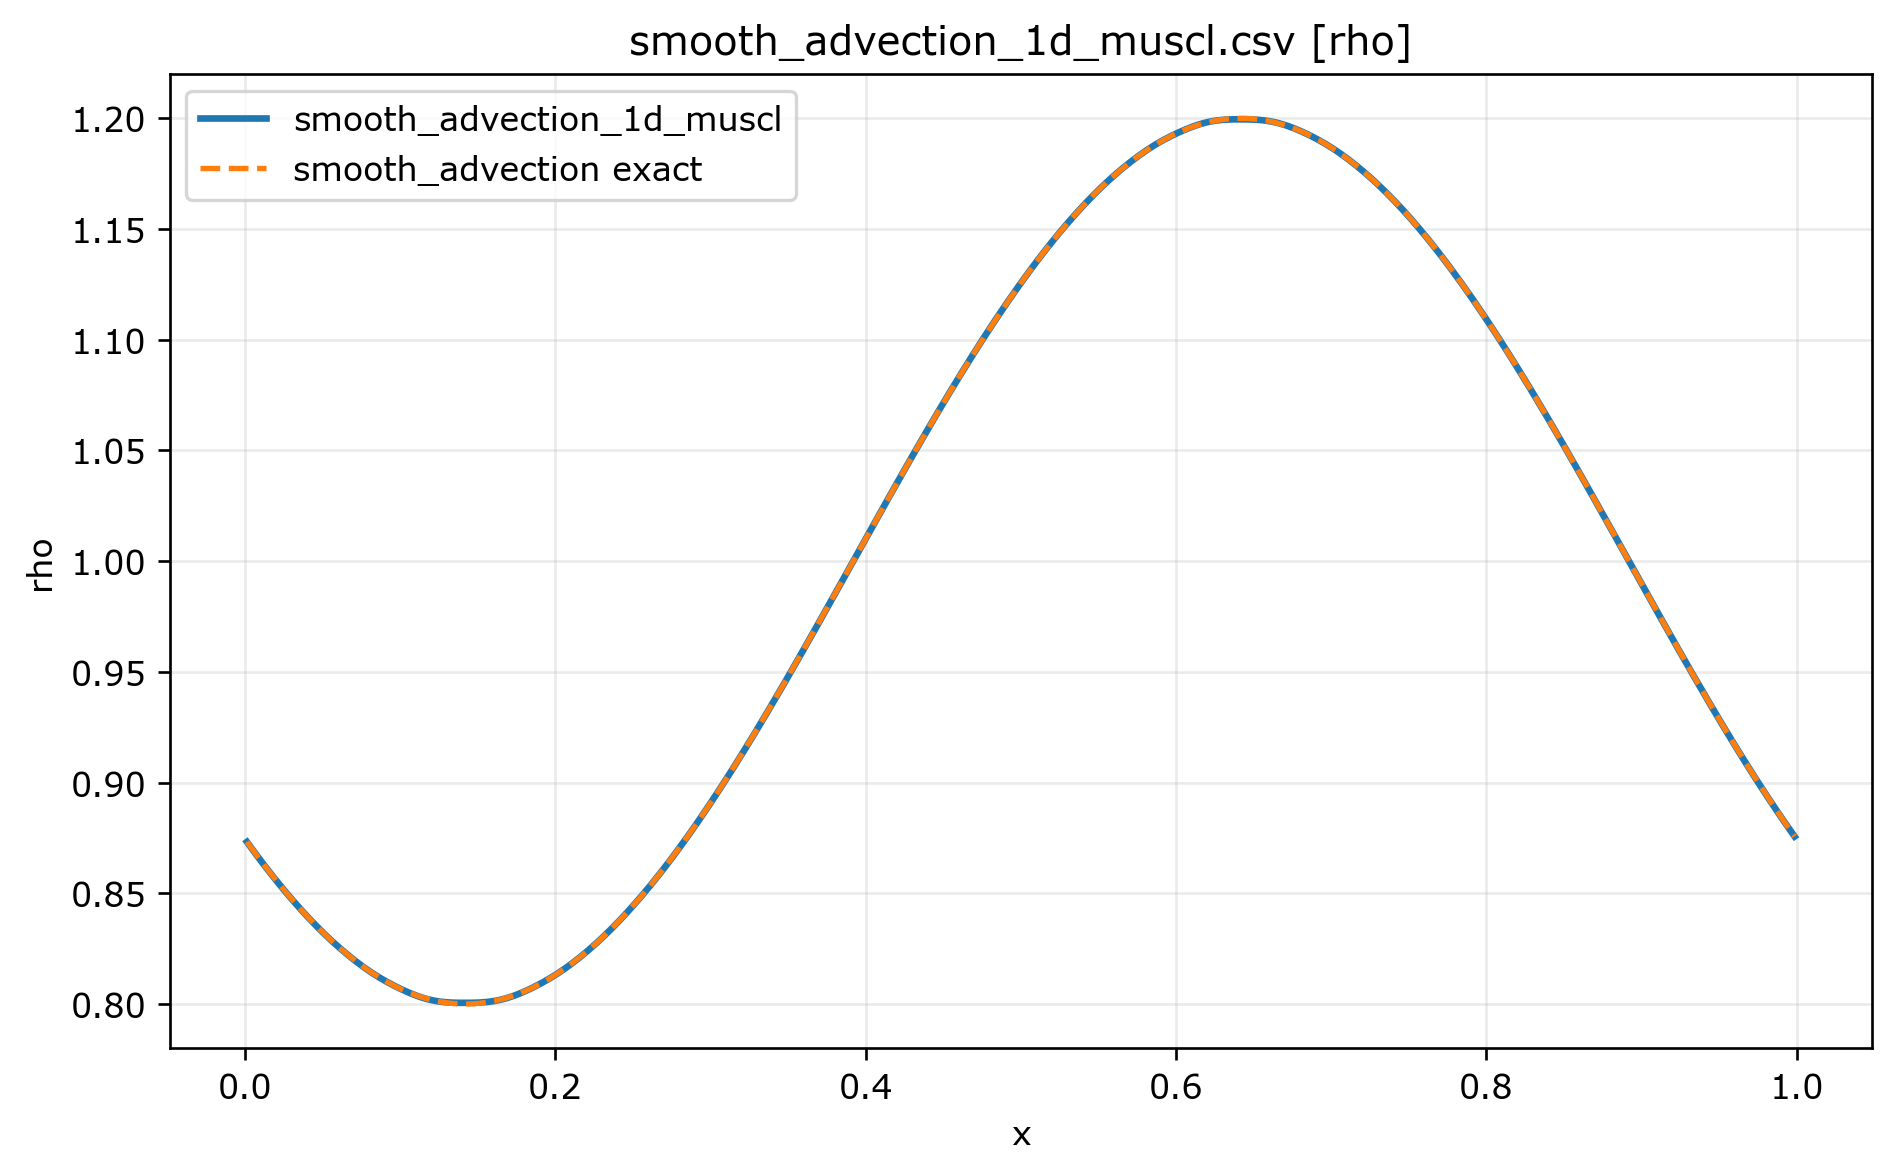 smooth_advection_1d_muscl.csv [rho]
smooth_advection_1d_muscl
smooth_advection exact
1.20
1.15
1.10
1.05
1.00
0.95
0.90
0.85
0.80
rho
0.0 0.2 0.4 0.6 0.8 1.0
x